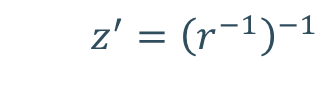 z′ = (r⁻¹)⁻¹